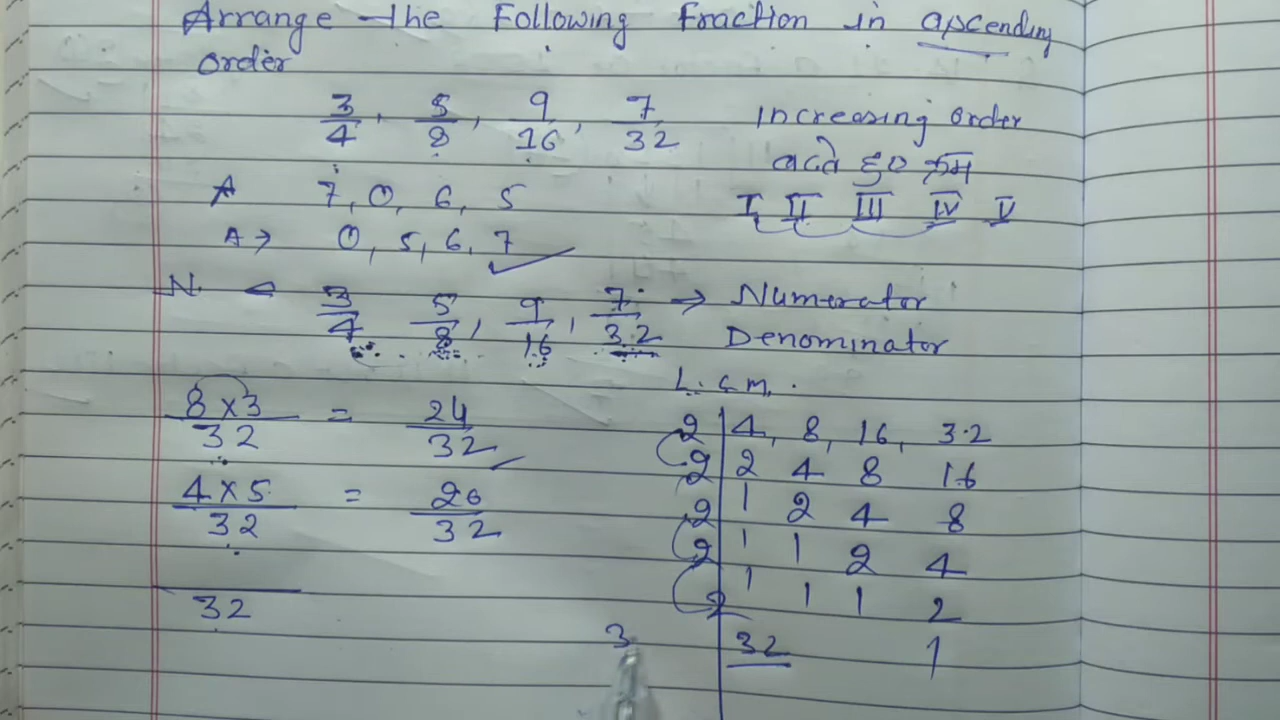 Arrange the Following Fraction in ascending
order
3/4, 5/8, 9/16, 7/32 Increasing order
बढते हुए क्रम
A 7, 0, 6, 5 I II III IV V
A → 0, 5, 6, 7
N. ← 3/4, 5/8, 9/16, 7/32 → Numerator
Denominator
L.C.M.
8×3/32 = 24/32
4×5/32 = 20/32
32
2 | 4, 8, 16, 32
2 | 2 4 8 16
2 | 1 2 4 8
2 | 1 1 2 4
2 | 1 1 1 2
32 1
3